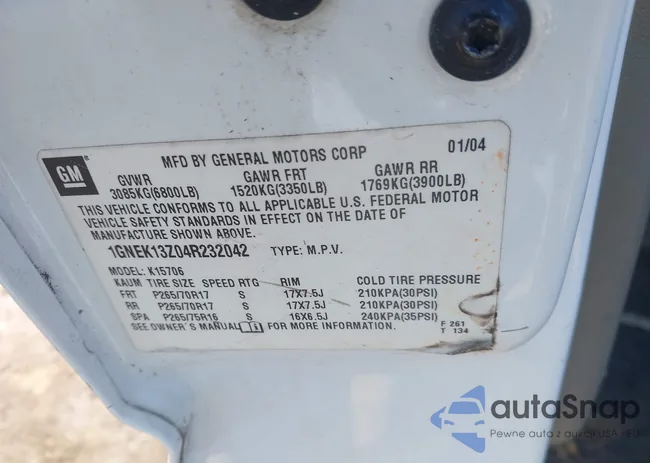 GM
MFD BY GENERAL MOTORS CORP 01/04
GVWR GAWR FRT GAWR RR
3085KG(6800LB) 1520KG(3350LB) 1769KG(3900LB)
THIS VEHICLE CONFORMS TO ALL APPLICABLE U.S. FEDERAL MOTOR
VEHICLE SAFETY STANDARDS IN EFFECT ON THE DATE OF
MANUFACTURE SHOWN ABOVE.
1GNEK13Z04R232042 TYPE: M.P.V.
MODEL: K15706
KAUM TIRE SIZE SPEED RTG RIM COLD TIRE PRESSURE
FRT P265/70R17 S 17X7.5J 210KPA(30PSI)
RR P265/70R17 S 17X7.5J 210KPA(30PSI)
SPA P265/75R16 S 16X6.5J 240KPA(35PSI)
SEE OWNER'S MANUAL FOR MORE INFORMATION.
F 261
T 134
autoSnap
Pewne auto z aukcji USA